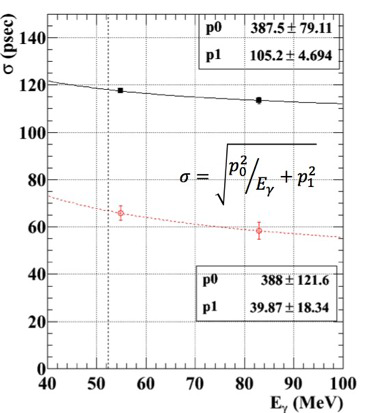 σ (psec)
140
120
100
80
60
40
20
0
p0 387.5 ± 79.11
p1 105.2 ± 4.694
σ = √(p₀²/Eᵧ + p₁²)
p0 388 ± 121.6
p1 39.87 ± 18.34
40 50 60 70 80 90 100
Eᵧ (MeV)